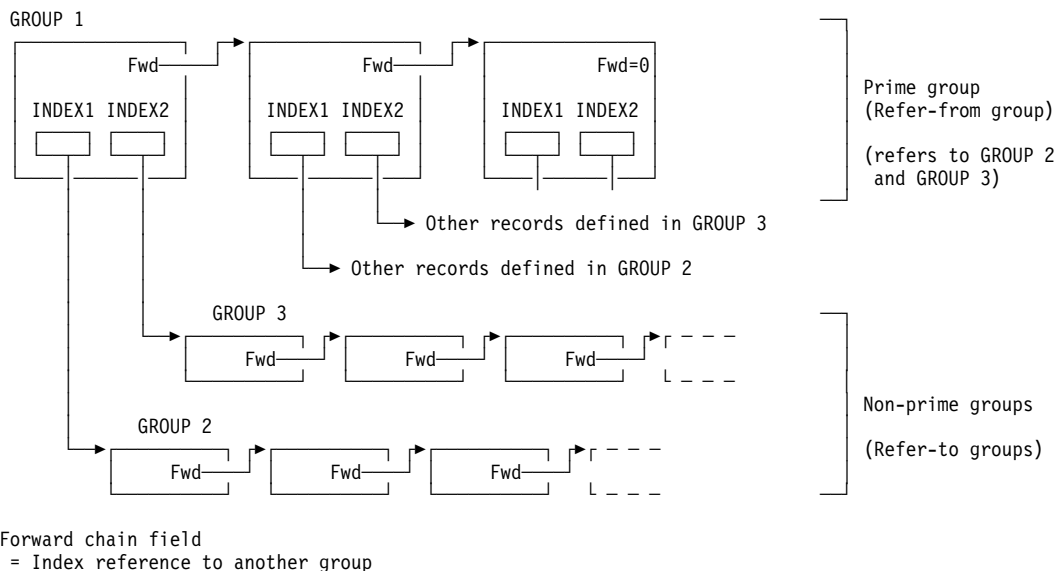 GROUP 1
Fwd Fwd Fwd=0
INDEX1 INDEX2 INDEX1 INDEX2 INDEX1 INDEX2
Prime group
(Refer-from group)
(refers to GROUP 2
and GROUP 3)
Other records defined in GROUP 3
Other records defined in GROUP 2
GROUP 3
Fwd Fwd Fwd
GROUP 2
Fwd Fwd Fwd
Non-prime groups
(Refer-to groups)
Forward chain field
= Index reference to another group